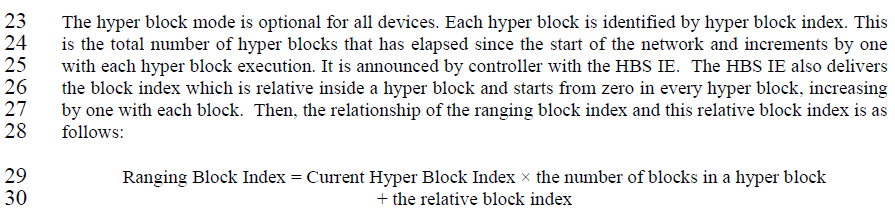 23 The hyper block mode is optional for all devices. Each hyper block is identified by hyper block index. This
24 is the total number of hyper blocks that has elapsed since the start of the network and increments by one
25 with each hyper block execution. It is announced by controller with the HBS IE. The HBS IE also delivers
26 the block index which is relative inside a hyper block and starts from zero in every hyper block, increasing
27 by one with each block. Then, the relationship of the ranging block index and this relative block index is as
28 follows:
29 Ranging Block Index = Current Hyper Block Index × the number of blocks in a hyper block
30 + the relative block index